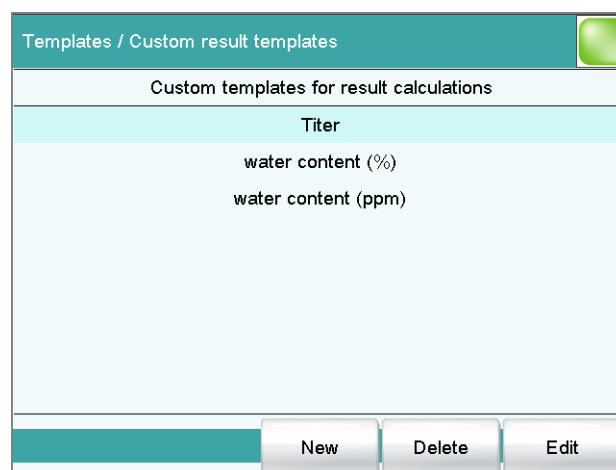 Templates / Custom result templates
Custom templates for result calculations
Titer
water content (%)
water content (ppm)
New Delete Edit